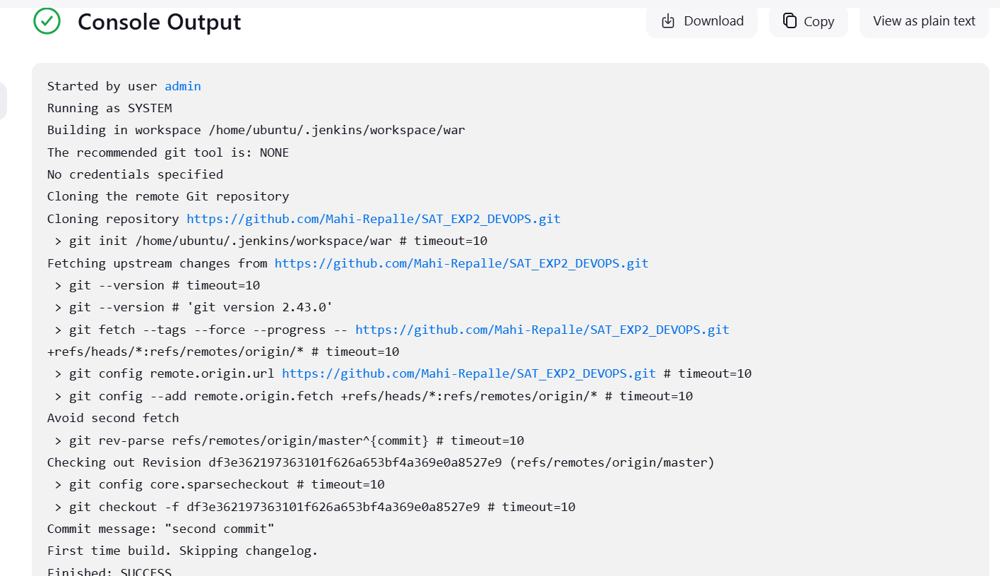 Console Output
Download
Copy
View as plain text
Started by user admin
Running as SYSTEM
Building in workspace /home/ubuntu/.jenkins/workspace/war
The recommended git tool is: NONE
No credentials specified
Cloning the remote Git repository
Cloning repository https://github.com/Mahi-Repalle/SAT_EXP2_DEVOPS.git
 > git init /home/ubuntu/.jenkins/workspace/war # timeout=10
Fetching upstream changes from https://github.com/Mahi-Repalle/SAT_EXP2_DEVOPS.git
 > git --version # timeout=10
 > git --version # 'git version 2.43.0'
 > git fetch --tags --force --progress -- https://github.com/Mahi-Repalle/SAT_EXP2_DEVOPS.git
+refs/heads/*:refs/remotes/origin/* # timeout=10
 > git config remote.origin.url https://github.com/Mahi-Repalle/SAT_EXP2_DEVOPS.git # timeout=10
 > git config --add remote.origin.fetch +refs/heads/*:refs/remotes/origin/* # timeout=10
Avoid second fetch
 > git rev-parse refs/remotes/origin/master^{commit} # timeout=10
Checking out Revision df3e362197363101f626a653bf4a369e0a8527e9 (refs/remotes/origin/master)
 > git config core.sparsecheckout # timeout=10
 > git checkout -f df3e362197363101f626a653bf4a369e0a8527e9 # timeout=10
Commit message: "second commit"
First time build. Skipping changelog.
Finished: SUCCESS